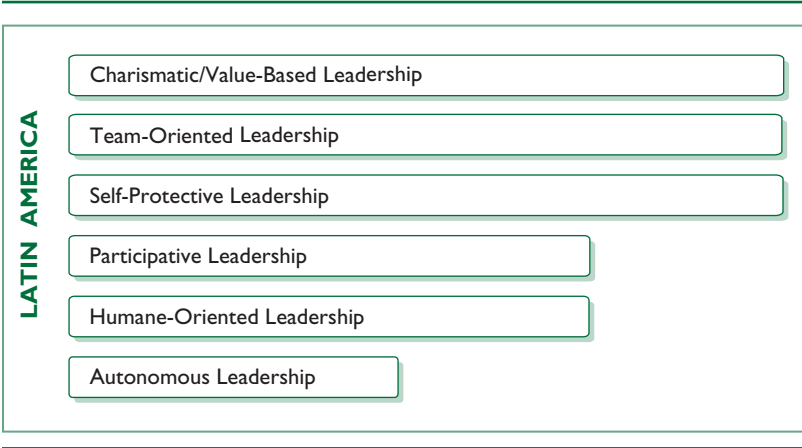 LATIN AMERICA
Charismatic/Value-Based Leadership
Team-Oriented Leadership
Self-Protective Leadership
Participative Leadership
Humane-Oriented Leadership
Autonomous Leadership